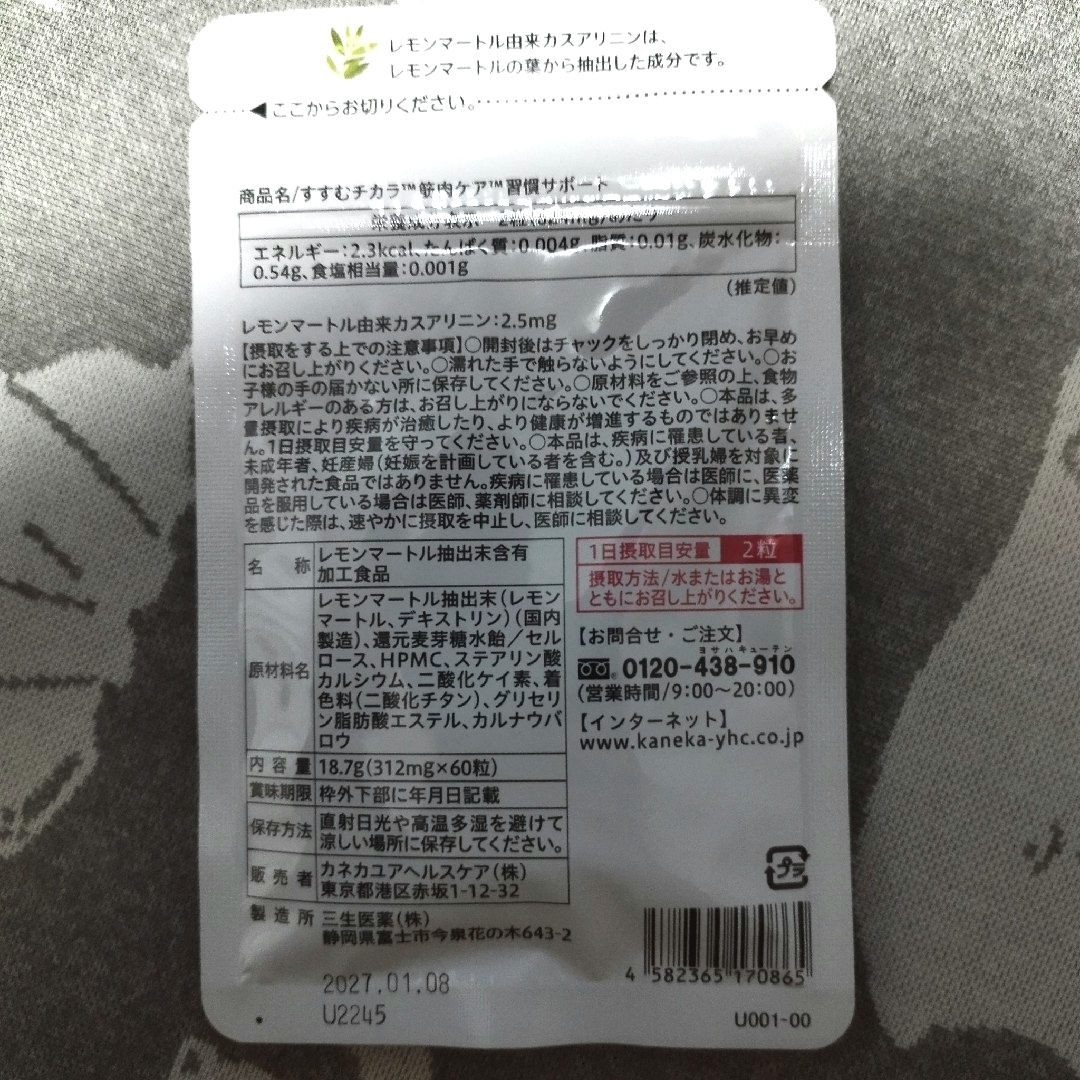 レモンマートル由来カスアリニンは、
レモンマートルの葉から抽出した成分です。
◀ここからお切りください。
商品名/すすむチカラ™筋肉ケア™習慣サポート
栄養成分表示 2粒(624mg)あたり
エネルギー:2.3kcal、たんぱく質:0.004g、脂質:0.01g、炭水化物:
0.54g、食塩相当量:0.001g
(推定値)
レモンマートル由来カスアリニン:2.5mg
【摂取をする上での注意事項】○開封後はチャックをしっかり閉め、お早め
にお召し上がりください。○濡れた手で触らないようにしてください。○お
子様の手の届かない所に保存してください。○原材料をご参照の上、食物
アレルギーのある方は、お召し上がりにならないでください。○本品は、多
量摂取により疾病が治癒したり、より健康が増進するものではありませ
ん。1日摂取目安量を守ってください。○本品は、疾病に罹患している者、
未成年者、妊産婦(妊娠を計画している者を含む。)及び授乳婦を対象に
開発された食品ではありません。疾病に罹患している場合は医師に、医薬
品を服用している場合は医師、薬剤師に相談してください。○体調に異変
を感じた際は、速やかに摂取を中止し、医師に相談してください。
名称 レモンマートル抽出末含有
加工食品
原材料名 レモンマートル抽出末(レモン
マートル、デキストリン)(国内
製造)、還元麦芽糖水飴/セル
ロース、HPMC、ステアリン酸
カルシウム、二酸化ケイ素、着
色料(二酸化チタン)、グリセリ
ン脂肪酸エステル、カルナウバ
ロウ
内容量 18.7g(312mg×60粒)
賞味期限 枠外下部に年月日記載
保存方法 直射日光や高温多湿を避けて
涼しい場所に保存してください。
販売者 カネカユアヘルスケア(株)
東京都港区赤坂1-12-32
製造所 三生医薬(株)
静岡県富士市今泉花の木643-2
2027.01.08
U2245
1日摂取目安量 2粒
摂取方法/水またはお湯と
ともにお召し上がりください。
【お問合せ・ご注文】
ヨサハ キューテン
0120-438-910
(営業時間/9:00~20:00)
【インターネット】
www.kaneka-yhc.co.jp
プラ
4 582365 170865
U001-00